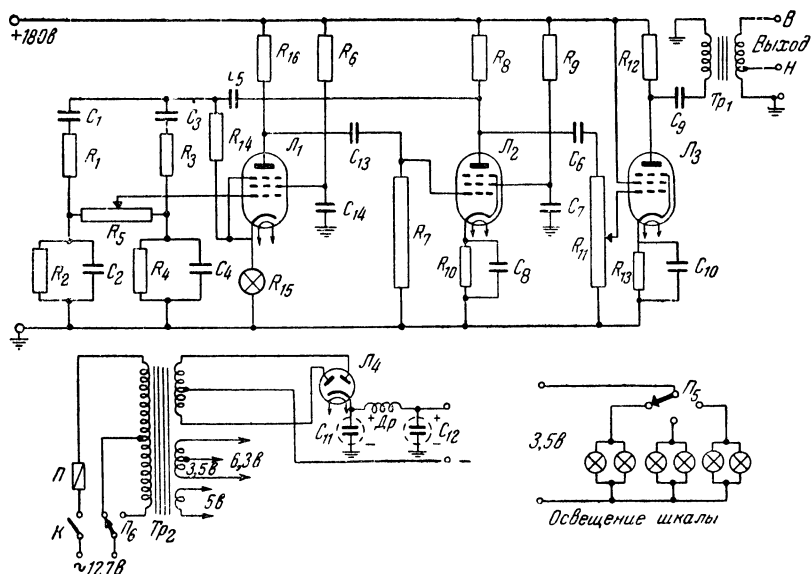 +180в
R16
R6
R8
R9
R12
В
Выход
Н
Тр1
C9
C1
C3
C5
R14
Л1
C13
Л2
C6
Л3
R1
R3
R5
C14
R7
C7
R11
R2
C2
R4
C4
R15
R10
C8
R13
C10
Л4
П
К
П6
Тр2
3,5в
6,3в
5в
C11
+
Др
+
C12
−
−
−
~127в
П5
3,5в
Освещение шкалы